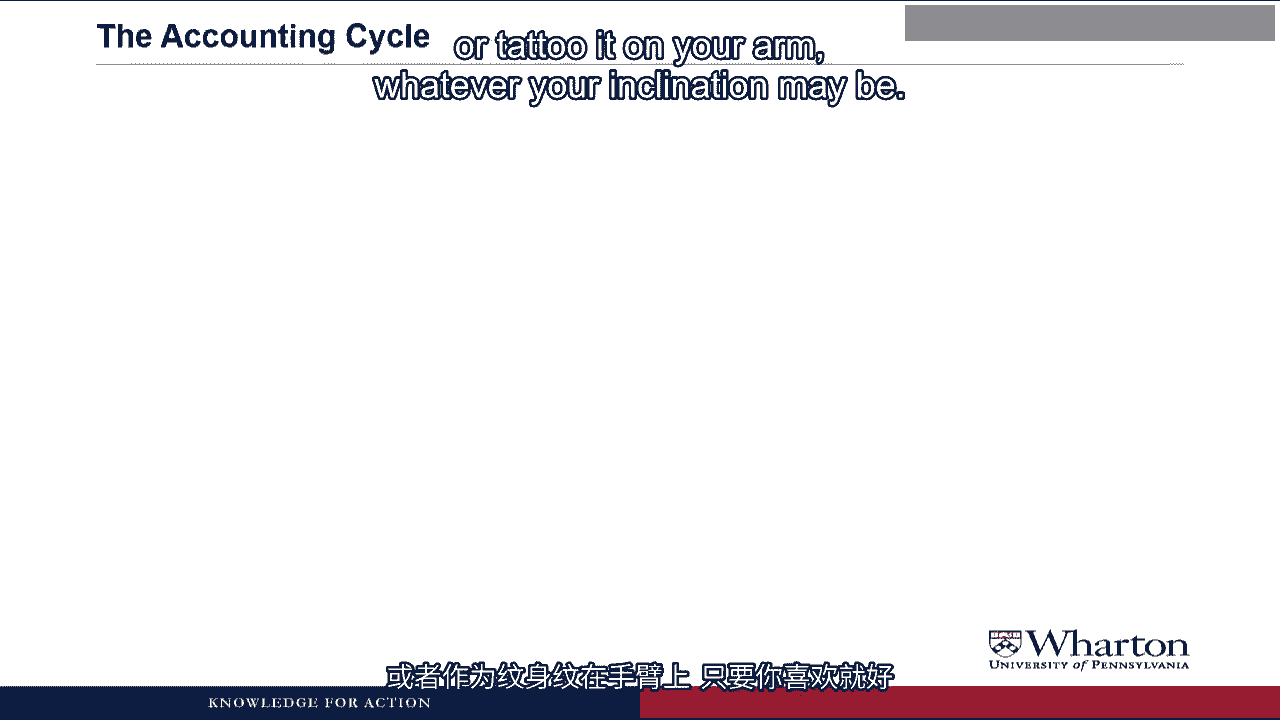 The Accounting Cycle
or tattoo it on your arm,
whatever your inclination may be.
Wharton
UNIVERSITY of PENNSYLVANIA
或者作为纹身纹在手臂上 只要你喜欢就好
KNOWLEDGE FOR ACTION